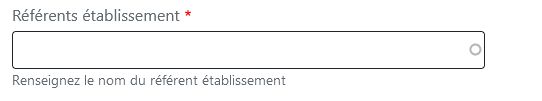 Référents établissement *
Renseignez le nom du référent établissement